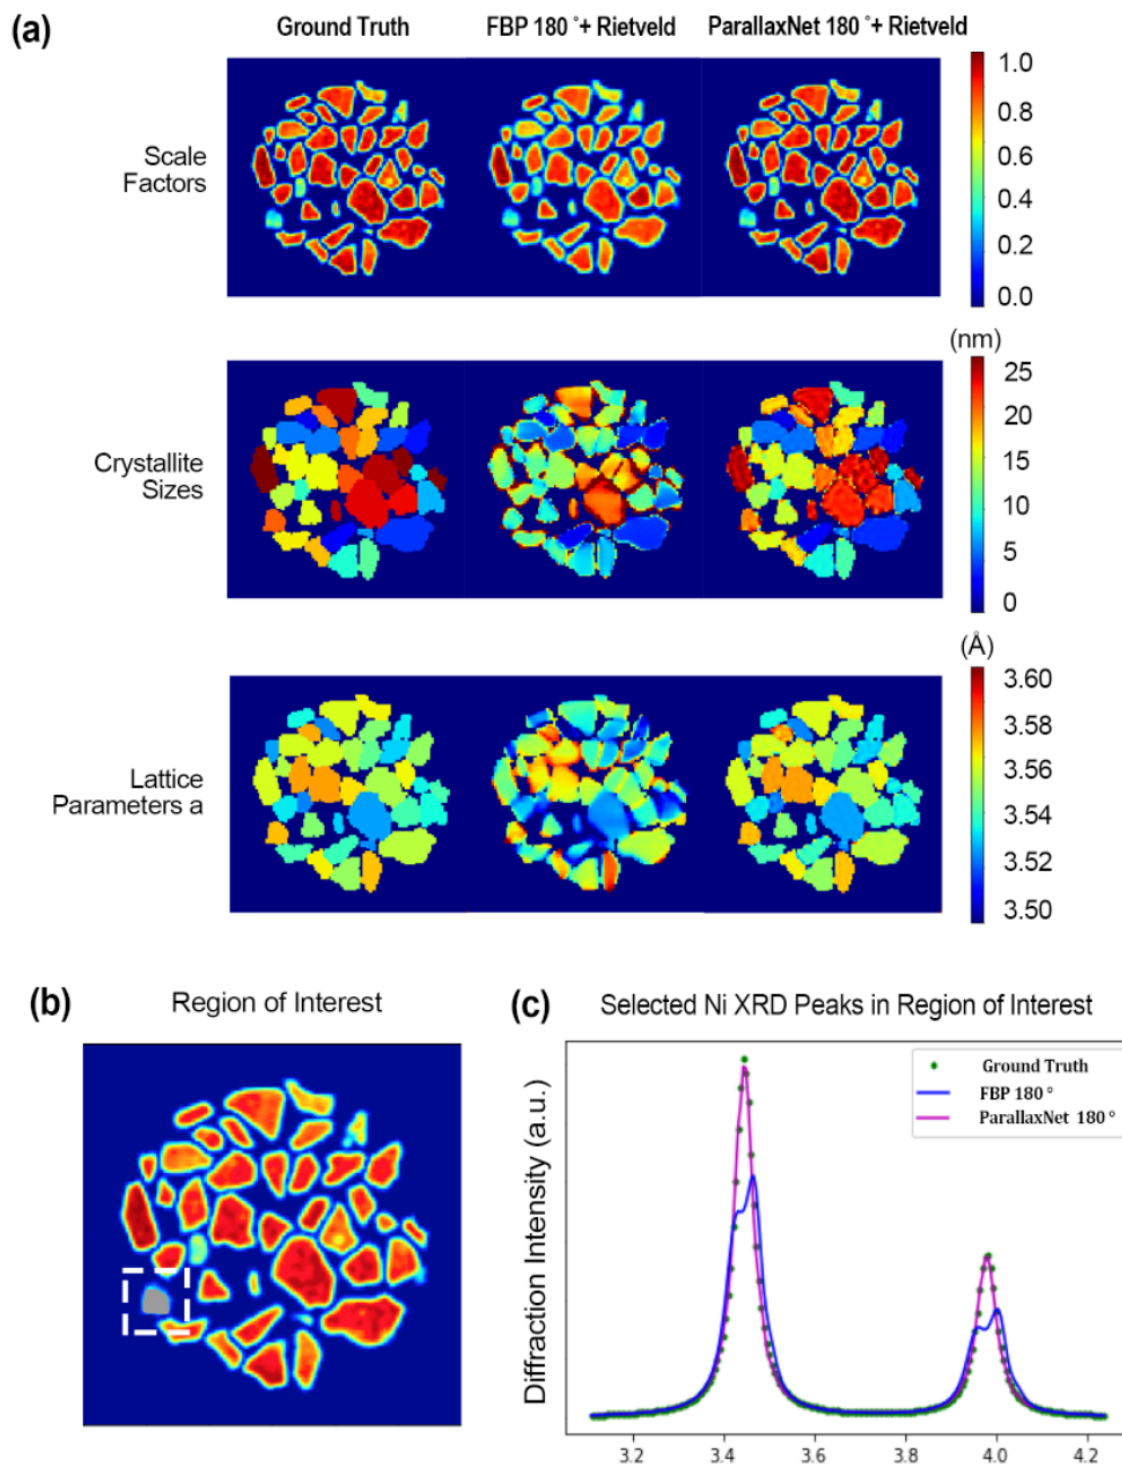 (a)
Ground Truth
FBP 180 °+ Rietveld
ParallaxNet 180 °+ Rietveld
Scale
Factors
1.0
0.8
0.6
0.4
0.2
0.0
(nm)
Crystallite
Sizes
25
20
15
10
5
0
(Å)
Lattice
Parameters a
3.60
3.58
3.56
3.54
3.52
3.50
(b)
Region of Interest
(c)
Selected Ni XRD Peaks in Region of Interest
Diffraction Intensity (a.u.)
Ground Truth
FBP 180 °
ParallaxNet 180 °
3.2 3.4 3.6 3.8 4.0 4.2